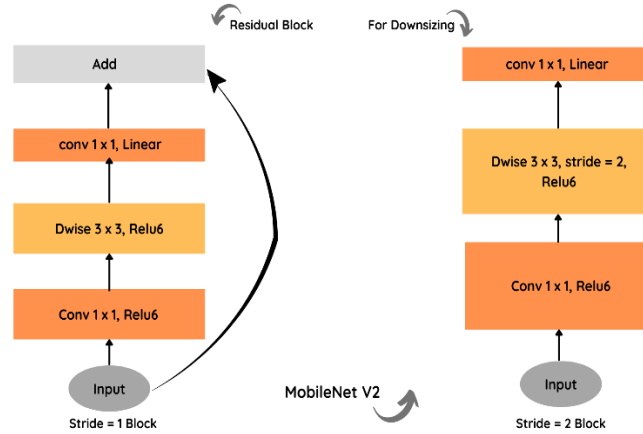 Residual Block
Add
conv 1 x 1, Linear
Dwise 3 x 3, Relu6
Conv 1 x 1, Relu6
Input
Stride = 1 Block
For Downsizing
conv 1 x 1, Linear
Dwise 3 x 3, stride = 2,
Relu6
Conv 1 x 1, Relu6
Input
Stride = 2 Block
MobileNet V2